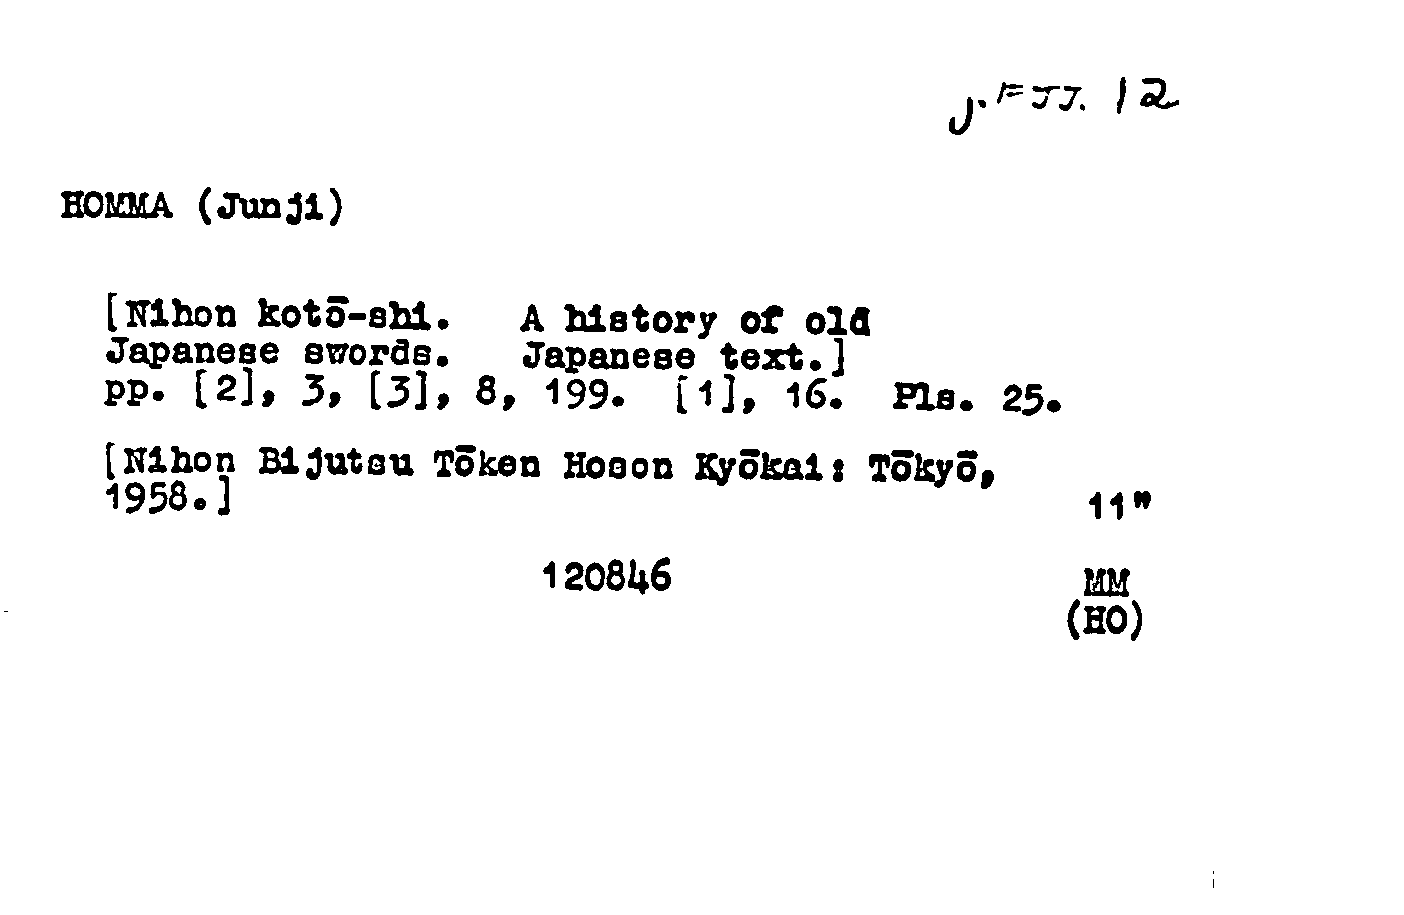 J.FJJ. 12
HOMMA (Junji)
[Nihon kotō-shi. A history of old
Japanese swords. Japanese text.]
pp. [2], 3, [3], 8, 199. [1], 16. Pls. 25.
[Nihon Bijutsu Tōken Hoson Kyōkai: Tōkyō,
1958.]
11"
120846
MM
(HO)